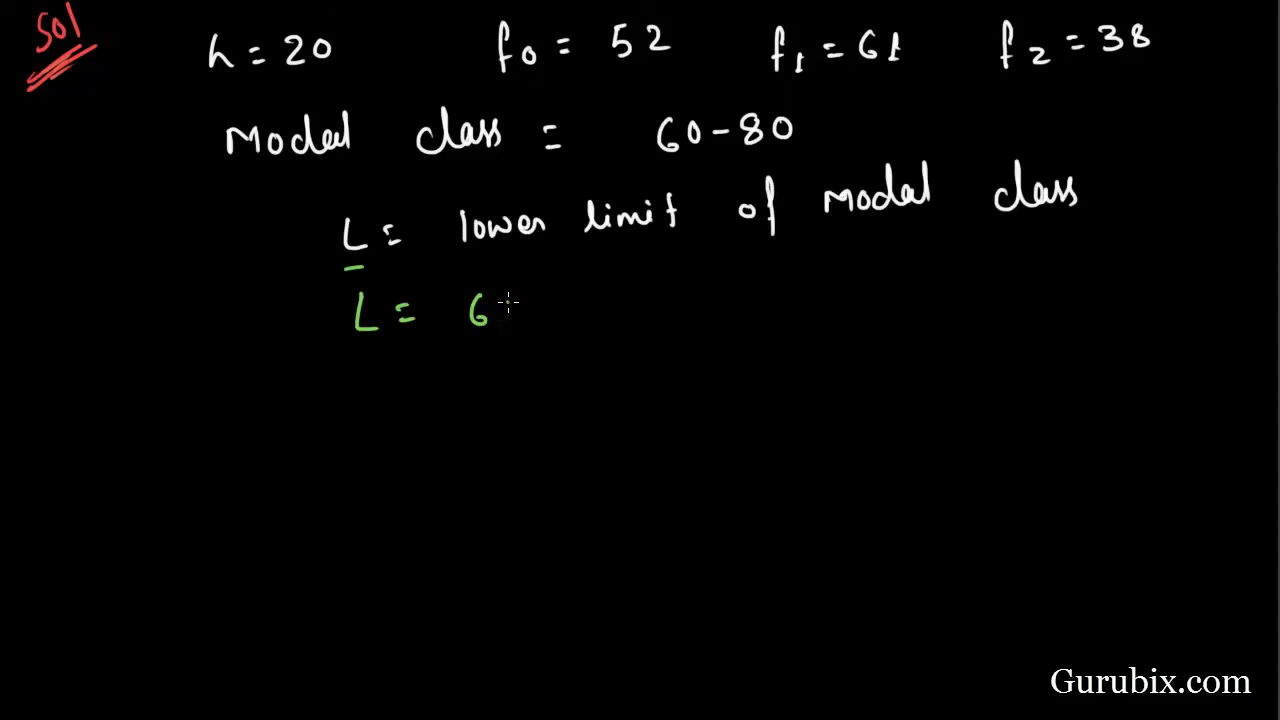 Sol
h = 20 f₀ = 52 f₁ = 61 f₂ = 38
Modal class = 60-80
L = lower limit of modal class
L = 6
Gurubix.com